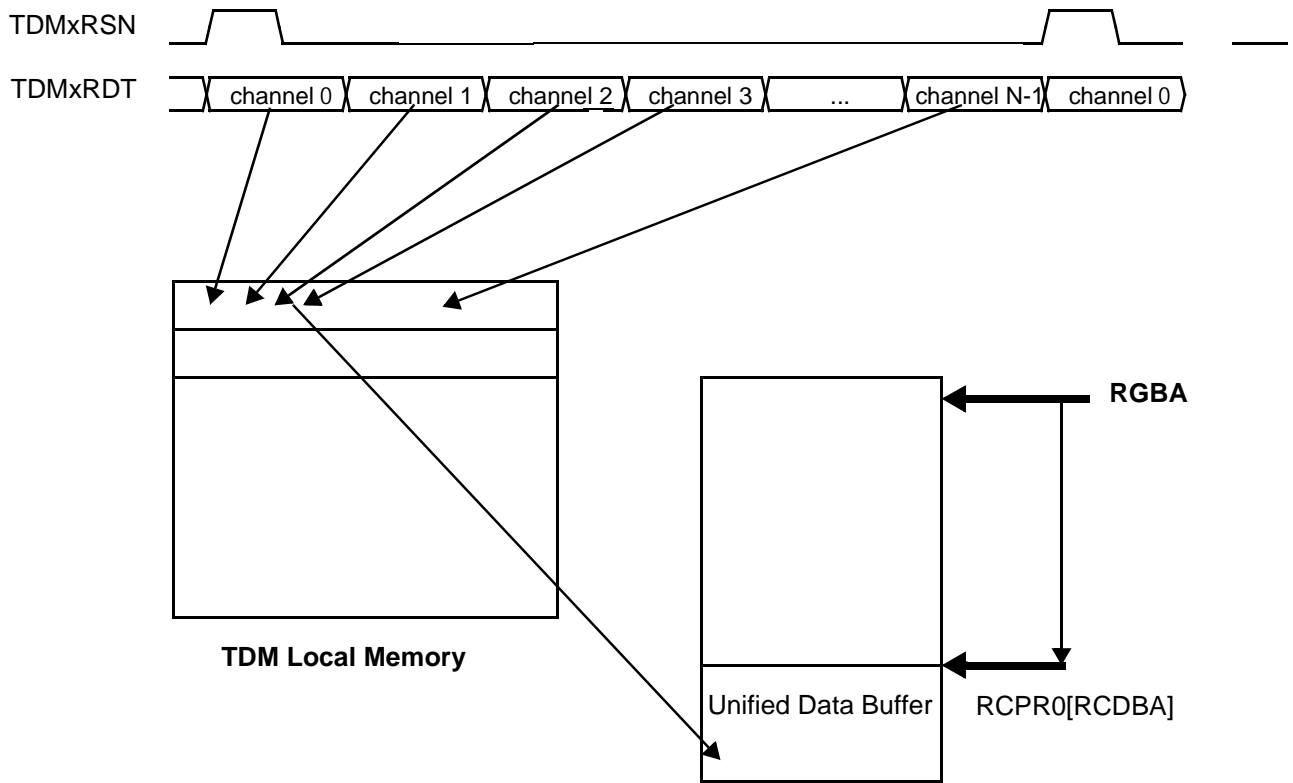 TDMxRSN
TDMxRDT
channel 0 channel 1 channel 2 channel 3 ... channel N-1 channel 0
RGBA
TDM Local Memory
Unified Data Buffer
RCPR0[RCDBA]